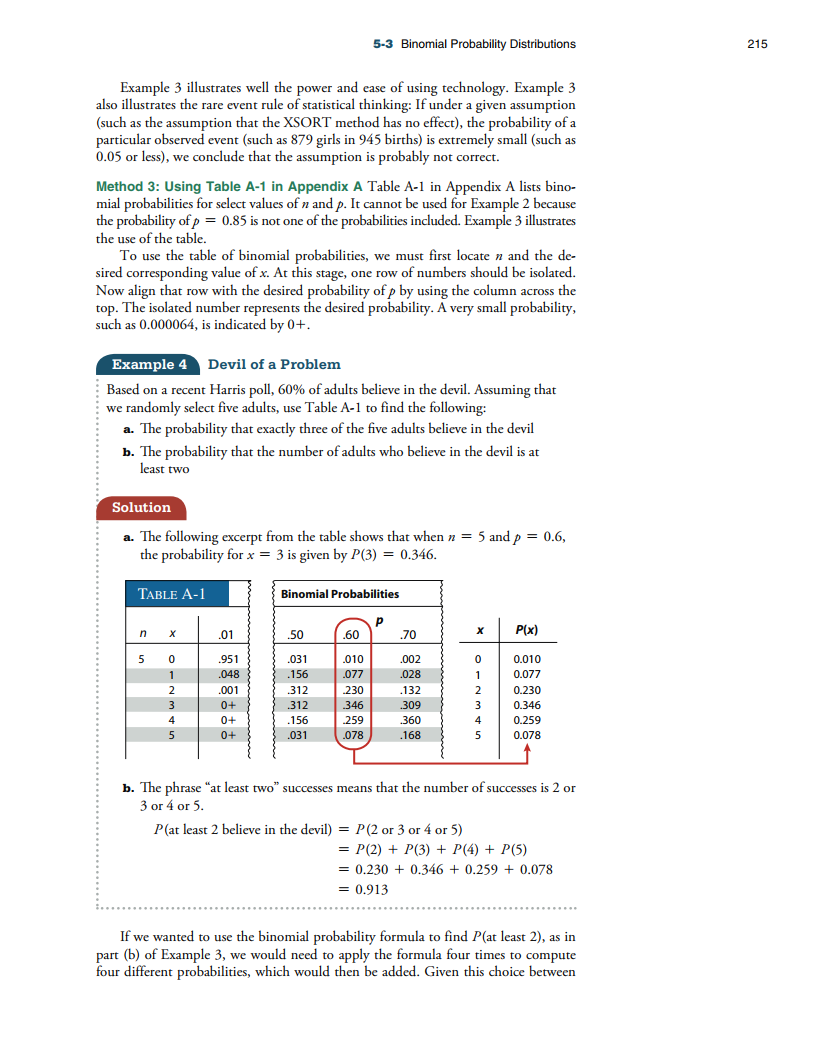 5-3 Binomial Probability Distributions 215
Example 3 illustrates well the power and ease of using technology. Example 3
also illustrates the rare event rule of statistical thinking: If under a given assumption
(such as the assumption that the XSORT method has no effect), the probability of a
particular observed event (such as 879 girls in 945 births) is extremely small (such as
0.05 or less), we conclude that the assumption is probably not correct.
Method 3: Using Table A-1 in Appendix A Table A-1 in Appendix A lists bino-
mial probabilities for select values of n and p. It cannot be used for Example 2 because
the probability of p = 0.85 is not one of the probabilities included. Example 3 illustrates
the use of the table.
To use the table of binomial probabilities, we must first locate n and the de-
sired corresponding value of x. At this stage, one row of numbers should be isolated.
Now align that row with the desired probability of p by using the column across the
top. The isolated number represents the desired probability. A very small probability,
such as 0.000064, is indicated by 0+.
Example 4 Devil of a Problem
Based on a recent Harris poll, 60% of adults believe in the devil. Assuming that
we randomly select five adults, use Table A-1 to find the following:
a. The probability that exactly three of the five adults believe in the devil
b. The probability that the number of adults who believe in the devil is at
least two
Solution
a. The following excerpt from the table shows that when n = 5 and p = 0.6,
the probability for x = 3 is given by P(3) = 0.346.
TABLE A-1 Binomial Probabilities
p
n x .01 .50 .60 .70 x P(x)
5 0 .951 .031 .010 .002 0 0.010
1 .048 .156 .077 .028 1 0.077
2 .001 .312 .230 .132 2 0.230
3 0+ .312 .346 .309 3 0.346
4 0+ .156 .259 .360 4 0.259
5 0+ .031 .078 .168 5 0.078
b. The phrase “at least two” successes means that the number of successes is 2 or
3 or 4 or 5.
P(at least 2 believe in the devil) = P(2 or 3 or 4 or 5)
= P(2) + P(3) + P(4) + P(5)
= 0.230 + 0.346 + 0.259 + 0.078
= 0.913
If we wanted to use the binomial probability formula to find P(at least 2), as in
part (b) of Example 3, we would need to apply the formula four times to compute
four different probabilities, which would then be added. Given this choice between